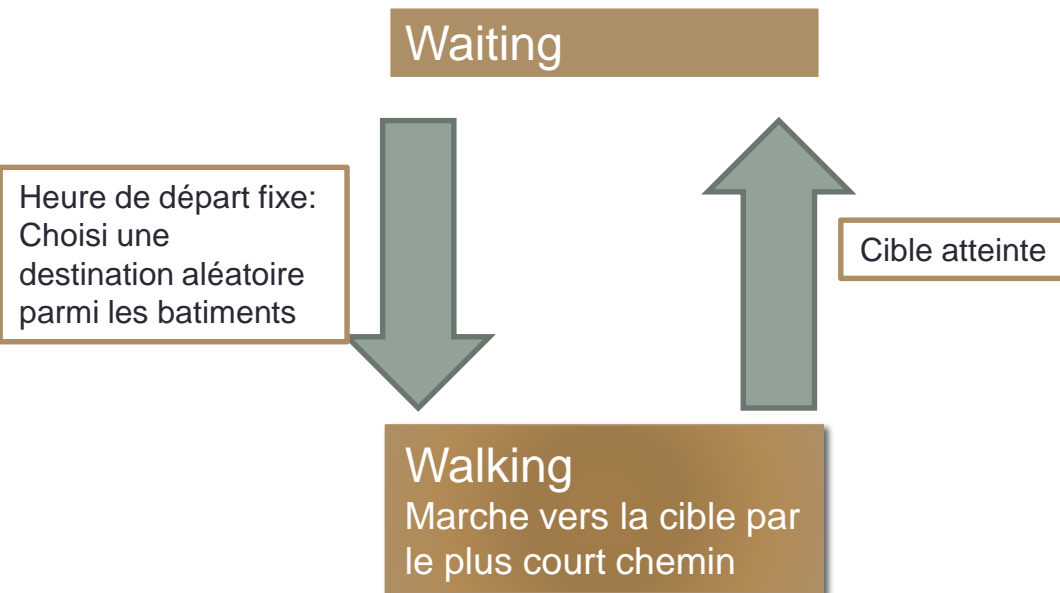 Waiting
Heure de départ fixe:
Choisi une
destination aléatoire
parmi les batiments
Cible atteinte
Walking
Marche vers la cible par
le plus court chemin